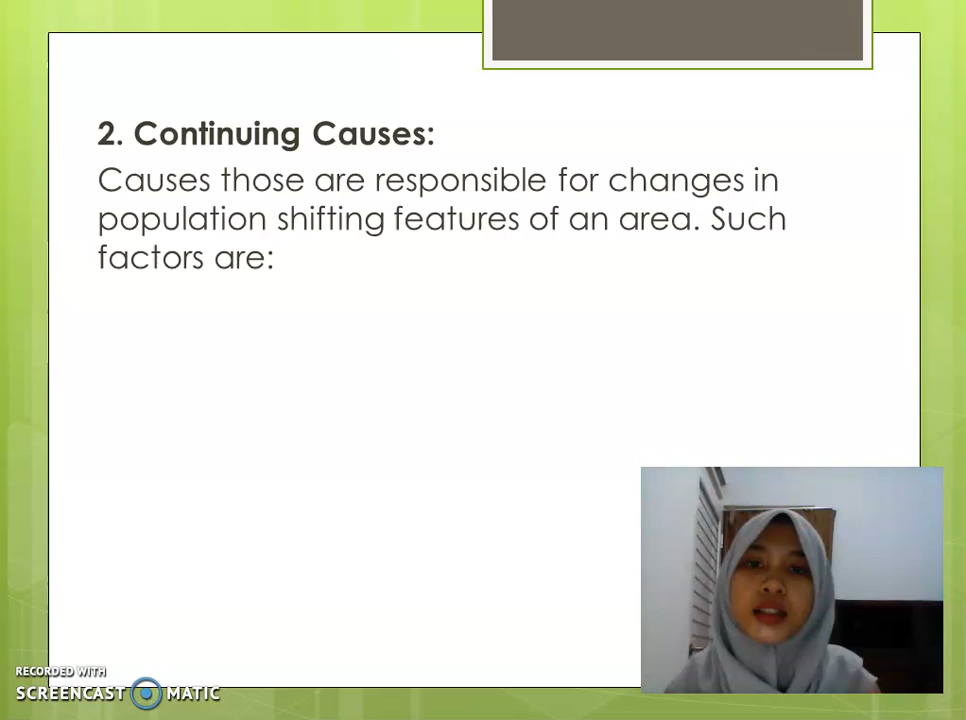 2. Continuing Causes:
Causes those are responsible for changes in
population shifting features of an area. Such
factors are:
RECORDED WITH
SCREENCAST MATIC